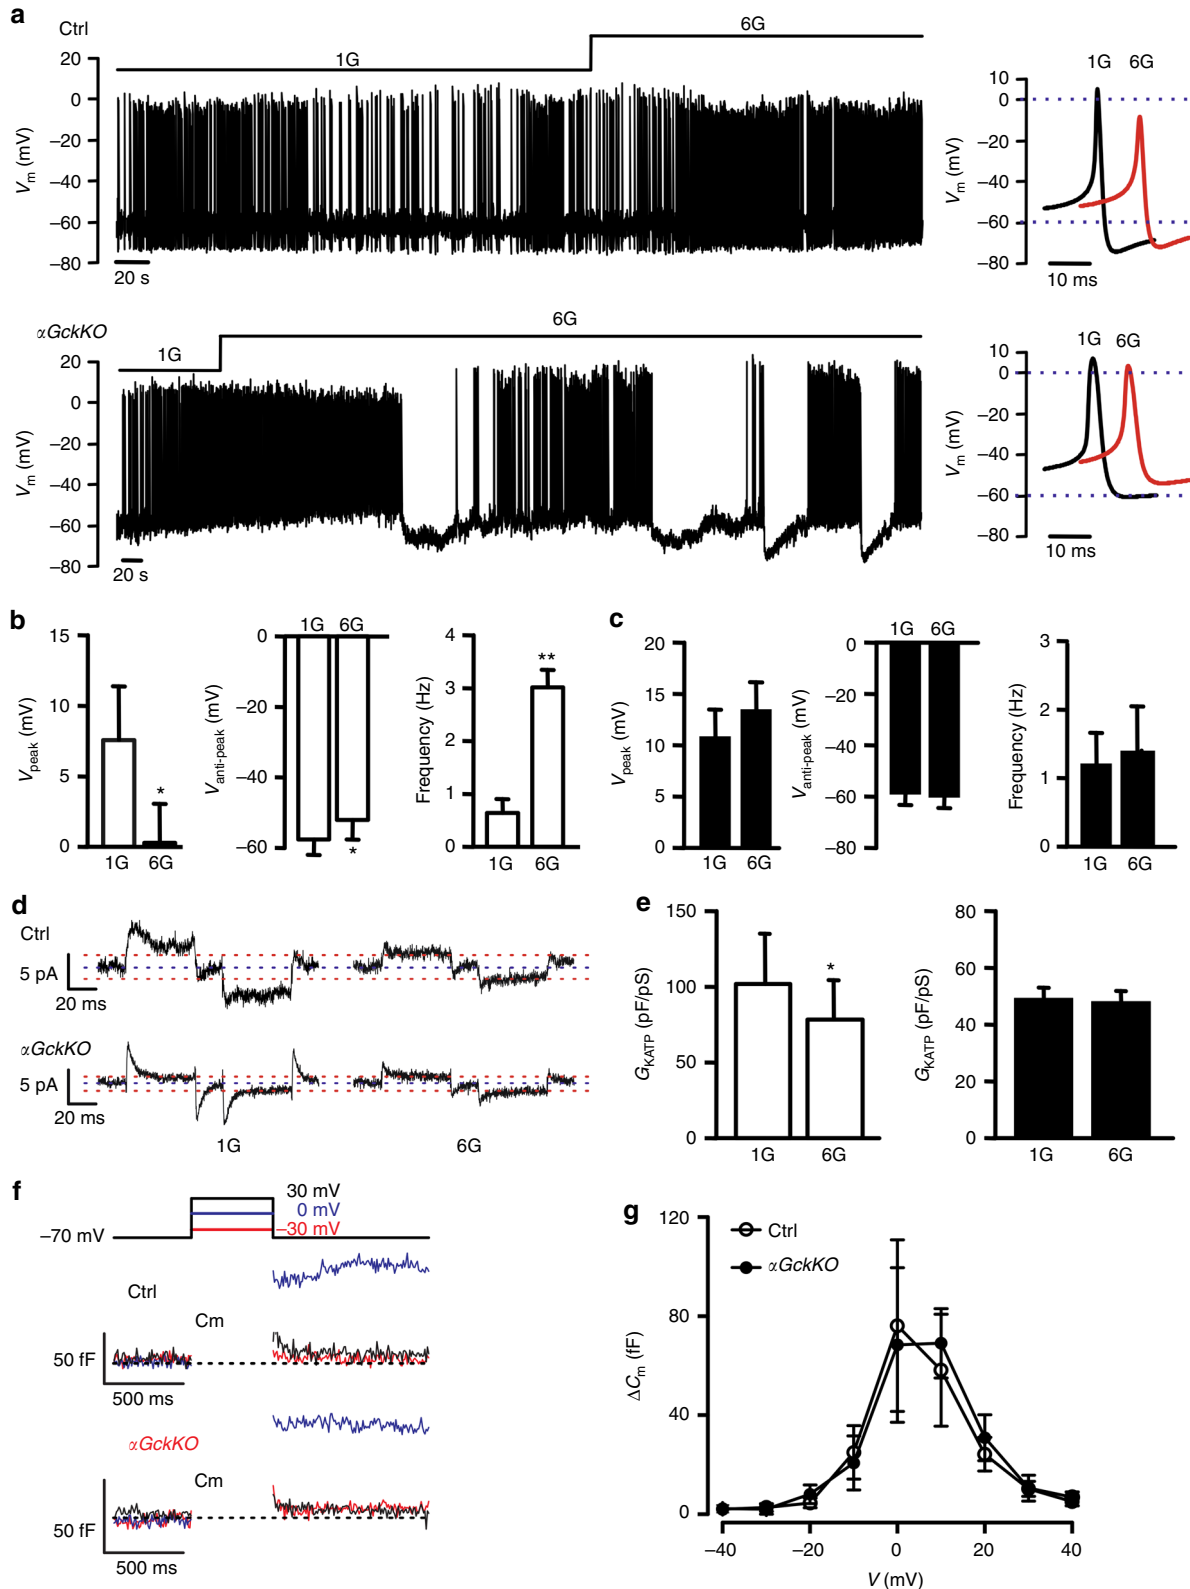 a
Ctrl
1G
6G
20
0
−20
−40
−60
−80
Vm (mV)
20 s
1G 6G
10
0
−20
−50
−60
−80
Vm (mV)
10 ms
αGckKO
1G
6G
20
0
−20
−40
−60
−80
Vm (mV)
20 s
1G 6G
10
0
−20
−40
−60
−80
Vm (mV)
10 ms
b
15
10
5
0
Vpeak (mV)
*
1G 6G
1G 6G
0
−20
−40
−60
Vanti-peak (mV)
*
4
3
2
1
0
Frequency (Hz)
**
1G 6G
c
20
15
10
5
0
Vpeak (mV)
1G 6G
1G 6G
0
−20
−40
−60
−80
Vanti-peak (mV)
3
2
1
0
Frequency (Hz)
1G 6G
d
Ctrl
5 pA
20 ms
αGckKO
5 pA
20 ms
1G 6G
e
150
100
50
0
GKATP (pF/pS)
*
1G 6G
80
60
40
20
0
GKATP (pF/pS)
1G 6G
f
30 mV
0 mV
−30 mV
−70 mV
Ctrl
Cm
50 fF
500 ms
αGckKO
Cm
50 fF
500 ms
g
120
80
40
0
ΔCm (fF)
Ctrl
αGckKO
−40 −20 0 20 40
V (mV)